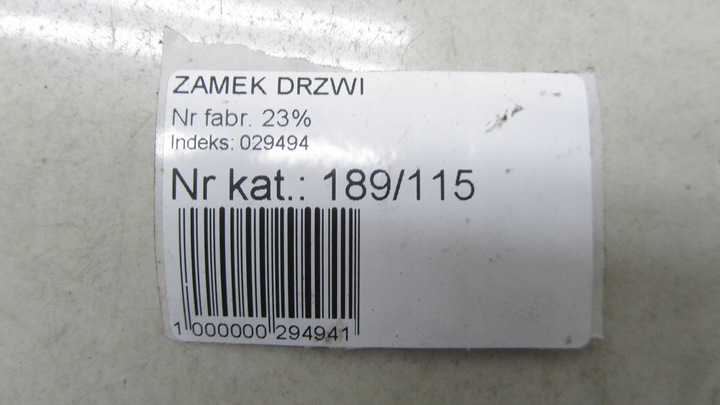 ZAMEK DRZWI
Nr fabr. 23%
Indeks: 029494
Nr kat.: 189/115
1 000000 294941